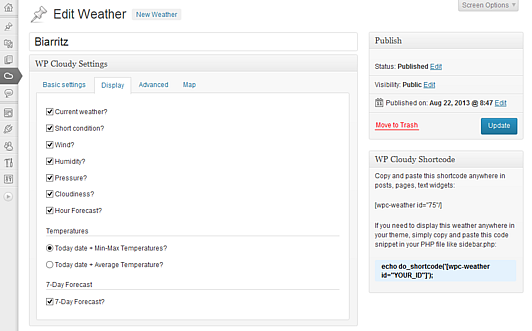 Screen Options
Edit Weather
New Weather
Biarritz
WP Cloudy Settings
Basic settings
Display
Advanced
Map
Current weather?
Short condition?
Wind?
Humidity?
Pressure?
Cloudiness?
Hour Forecast?
Temperatures
Today date + Min-Max Temperatures?
Today date + Average Temperature?
7-Day Forecast
7-Day Forecast?
Publish
Status: Published Edit
Visibility: Public Edit
Published on: Aug 22, 2013 @ 8:47 Edit
Move to Trash
Update
WP Cloudy Shortcode
Copy and paste this shortcode anywhere in
posts, pages, text widgets:
[wpc-weather id="75"/]
If you need to display this weather anywhere in
your theme, simply copy and paste this code
snippet in your PHP file like sidebar.php:
echo do_shortcode('[wpc-weather
id="YOUR_ID"]');